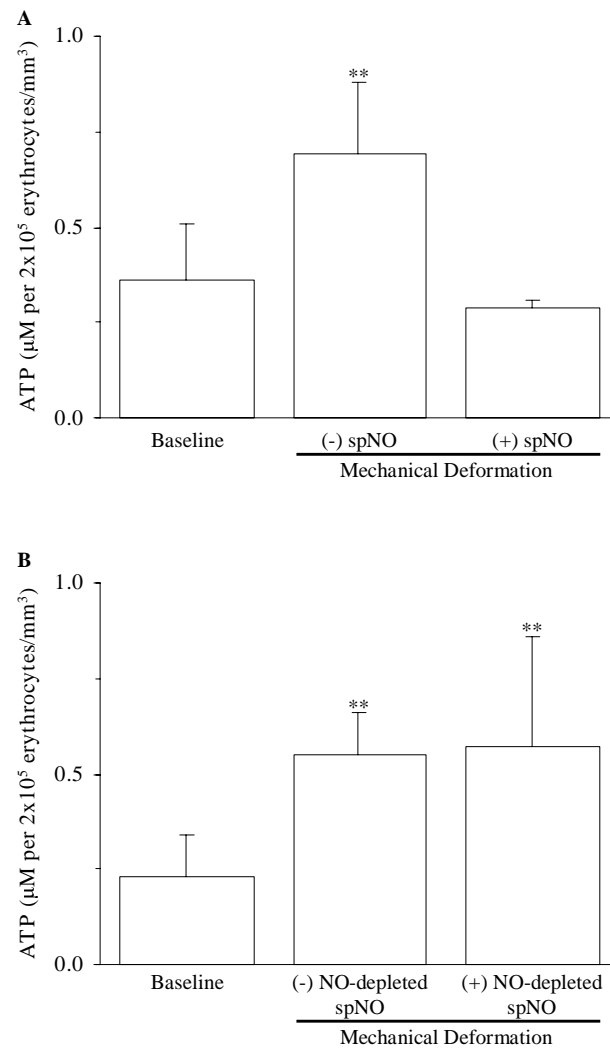 A
1.0
**
ATP (µM per 2x10⁵ erythrocytes/mm³)
0.5
0.0
Baseline (-) spNO (+) spNO
Mechanical Deformation
B
1.0
**
**
ATP (µM per 2x10⁵ erythrocytes/mm³)
0.5
0.0
Baseline (-) NO-depleted (+) NO-depleted
spNO spNO
Mechanical Deformation